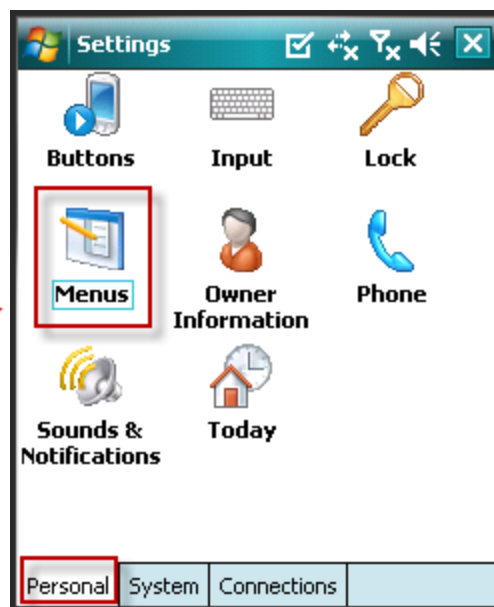 Settings
Buttons Input Lock
Menus Owner Information Phone
Sounds & Notifications Today
Personal System Connections